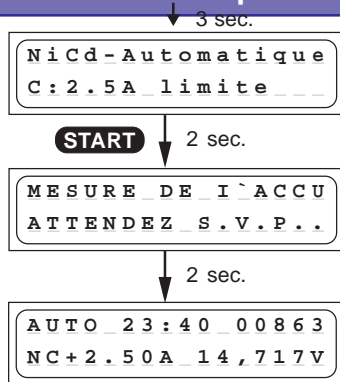 3 sec.
NiCd-Automatique
C:2.5A limite
START 2 sec.
MESURE DE I`ACCU
ATTENDEZ S.V.P..
2 sec.
AUTO 23:40 00863
NC+2.50A 14,717V